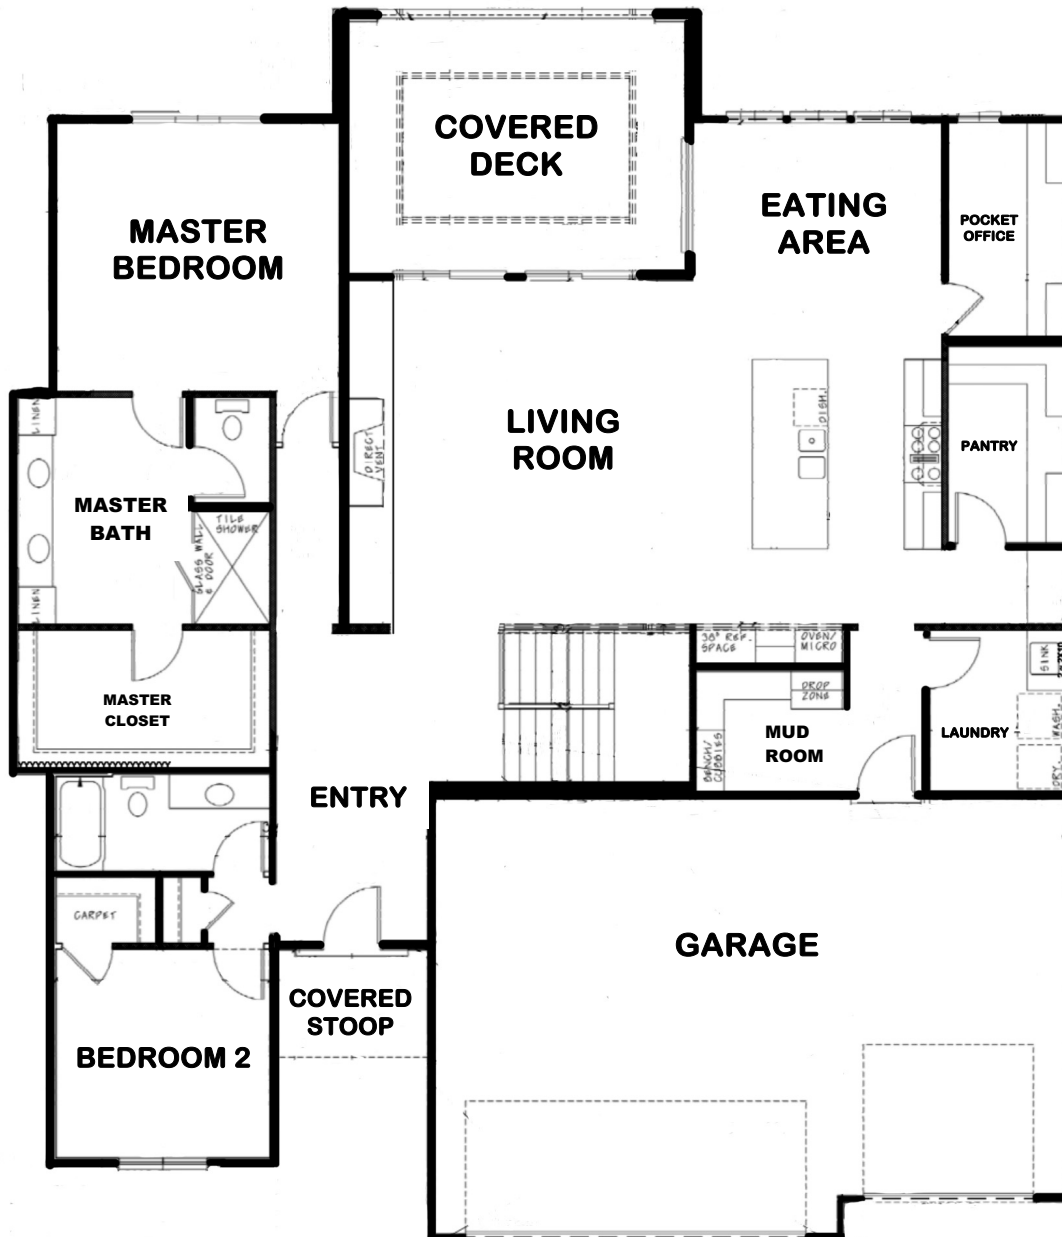 COVERED
DECK
MASTER
BEDROOM
EATING
AREA
POCKET
OFFICE
LIVING
ROOM
DISH.
PANTRY
LINEN
DIRECT
VENT
MASTER
BATH
TILE
SHOWER
GLASS WALL
& DOOR
LINEN
MASTER
CLOSET
36" REF.
SPACE
OVEN/
MICRO
DROP
ZONE
MUD
ROOM
BENCH/
CUBBIES
LAUNDRY
SINK
WASH.
DRY
ENTRY
CARPET
GARAGE
COVERED
STOOP
BEDROOM 2